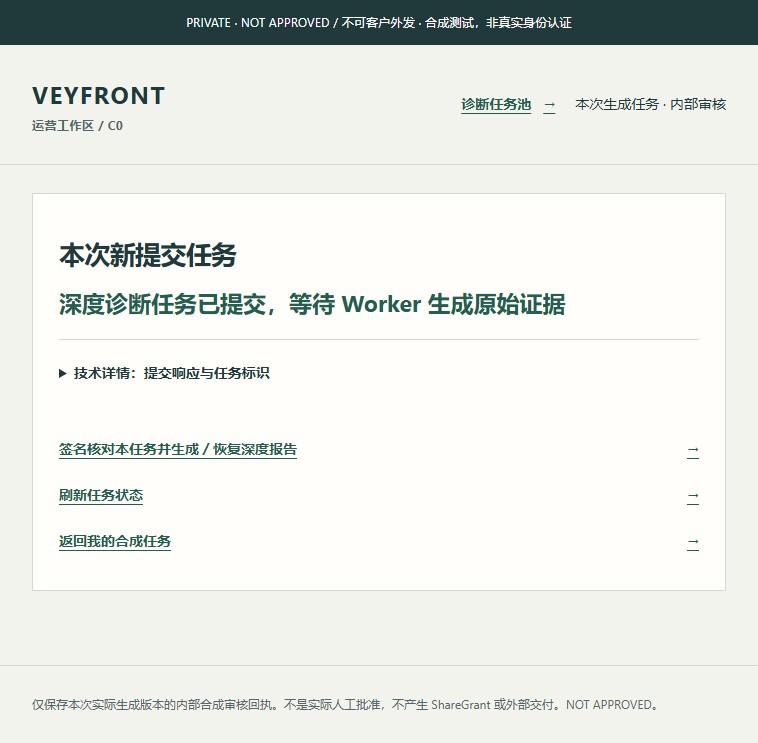 PRIVATE · NOT APPROVED / 不可客户外发 · 合成测试，非真实身份认证
VEYFRONT
运营工作区 / C0
诊断任务池 → 本次生成任务 · 内部审核
本次新提交任务
深度诊断任务已提交，等待 Worker 生成原始证据
▶ 技术详情：提交响应与任务标识
签名核对本任务并生成 / 恢复深度报告 →
刷新任务状态 →
返回我的合成任务 →
仅保存本次实际生成版本的内部合成审核回执。不是实际人工批准，不产生 ShareGrant 或外部交付。NOT APPROVED。